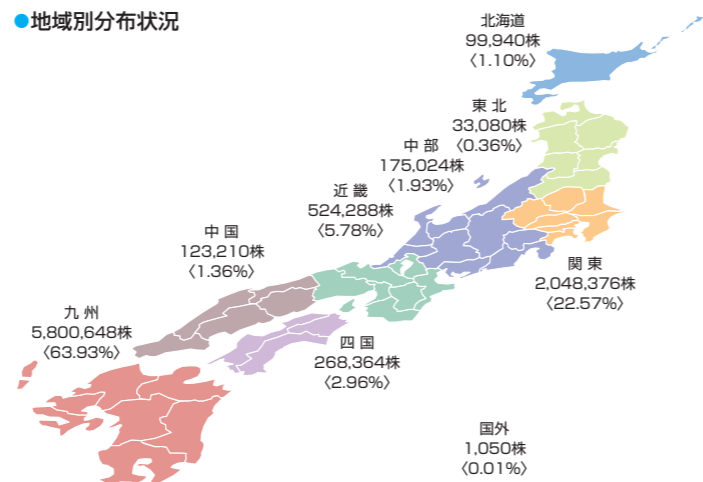 ●地域別分布状況
北海道
99,940株
〈1.10%〉
東 北
33,080株
〈0.36%〉
中 部
175,024株
〈1.93%〉
近 畿
524,288株
〈5.78%〉
中 国
123,210株
〈1.36%〉
関 東
2,048,376株
〈22.57%〉
九 州
5,800,648株
〈63.93%〉
四 国
268,364株
〈2.96%〉
国外
1,050株
〈0.01%〉